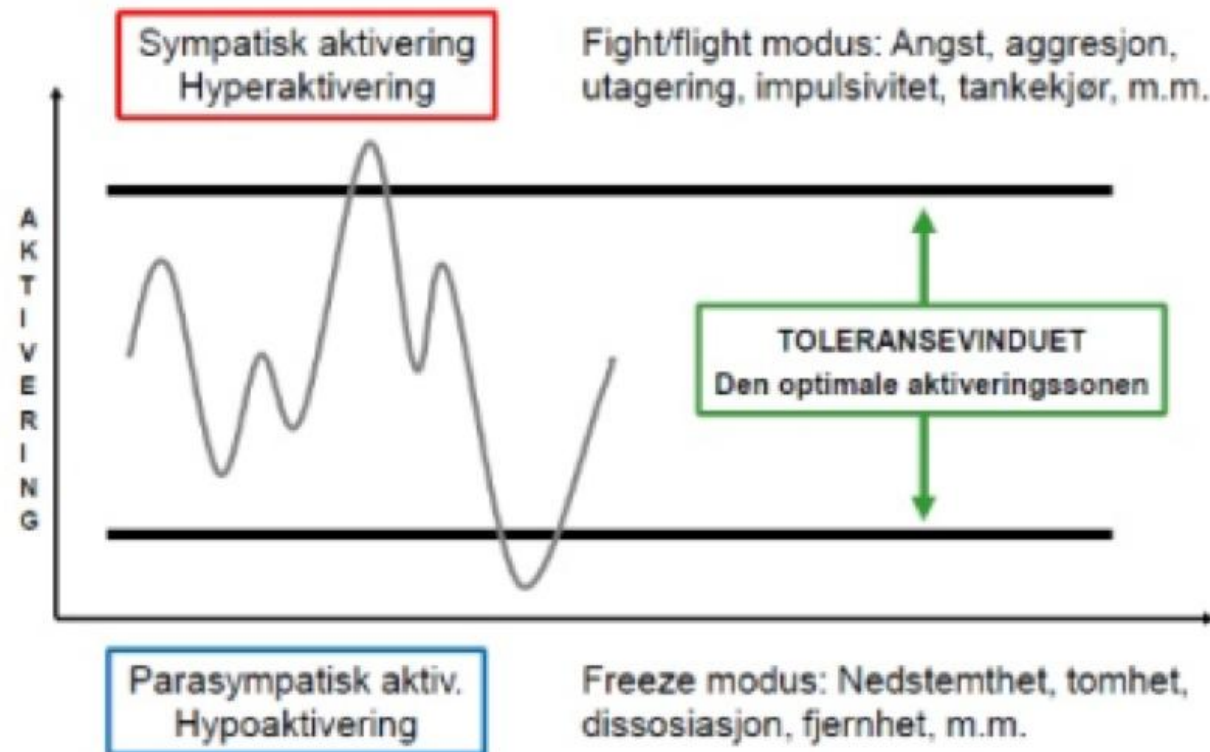 Sympatisk aktivering
Hyperaktivering
Fight/flight modus: Angst, aggresjon,
utagering, impulsivitet, tankekjør, m.m.
AKTIVERING
TOLERANSEVINDUET
Den optimale aktiveringssonen
Parasympatisk aktiv.
Hypoaktivering
Freeze modus: Nedstemthet, tomhet,
dissosiasjon, fjernhet, m.m.